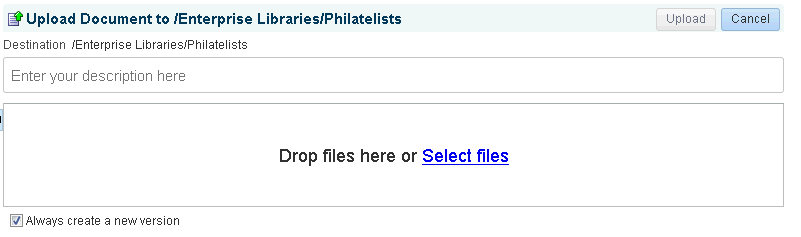 Upload Document to /Enterprise Libraries/Philatelists Upload Cancel
Destination /Enterprise Libraries/Philatelists
Enter your description here
Drop files here or Select files
Always create a new version